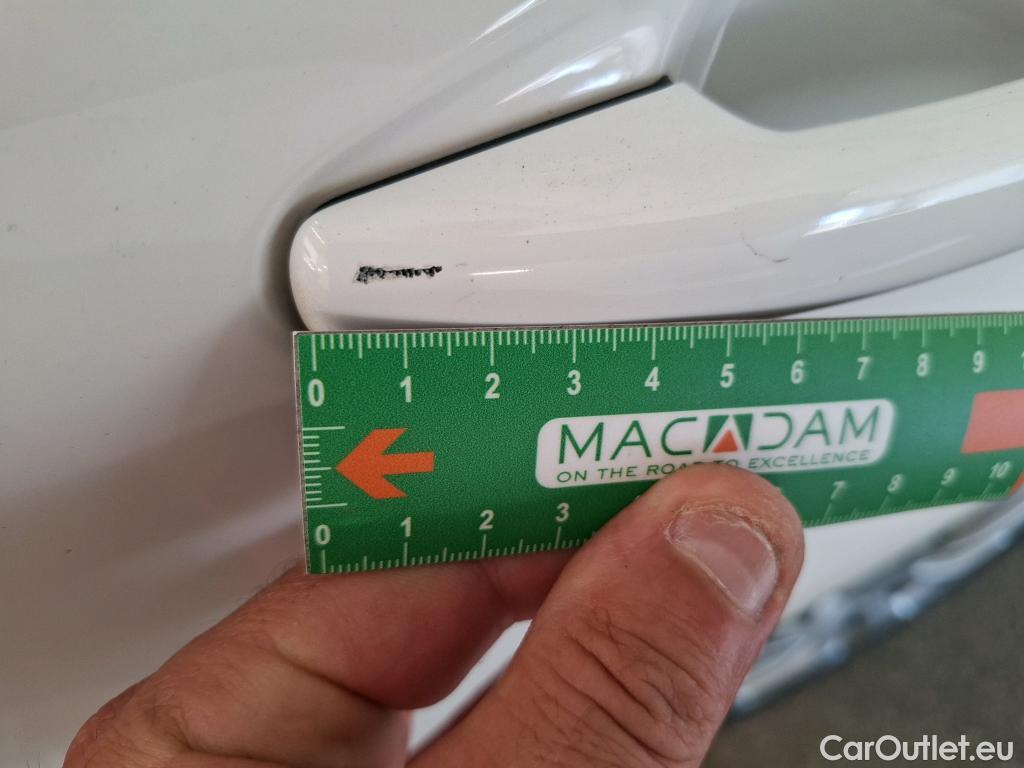 0 1 2 3 4 5 6 7 8 9
MACADAM
ON THE ROAD TO EXCELLENCE
0 1 2 3 7 8 9 10
CarOutlet.eu